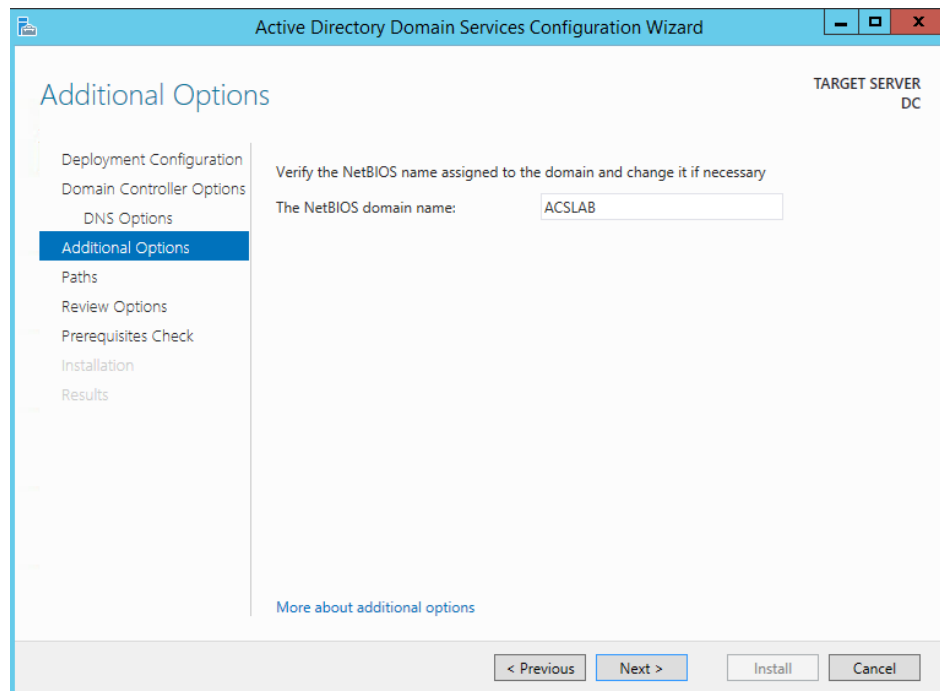 Active Directory Domain Services Configuration Wizard
Additional Options
TARGET SERVER
DC
Deployment Configuration
Domain Controller Options
DNS Options
Additional Options
Paths
Review Options
Prerequisites Check
Installation
Results
Verify the NetBIOS name assigned to the domain and change it if necessary
The NetBIOS domain name: ACSLAB
More about additional options
< Previous Next > Install Cancel